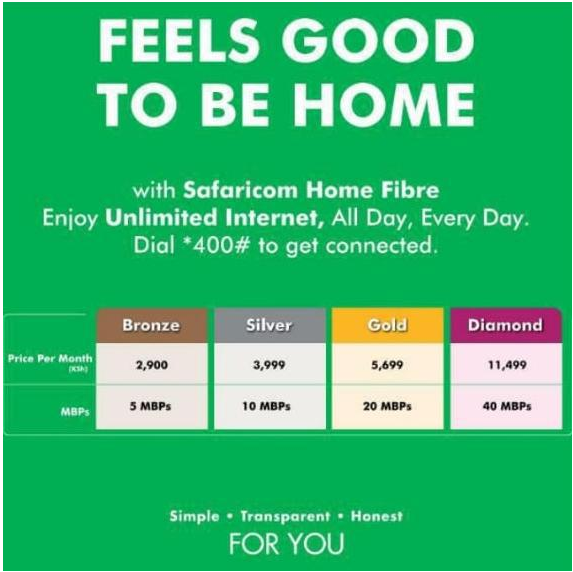 FEELS GOOD
TO BE HOME
with Safaricom Home Fibre
Enjoy Unlimited Internet, All Day, Every Day.
Dial *400# to get connected.
Bronze Silver Gold Diamond
Price Per Month 2,900 3,999 5,699 11,499
(KSh)
MBPs 5 MBPs 10 MBPs 20 MBPs 40 MBPs
Simple • Transparent • Honest
FOR YOU